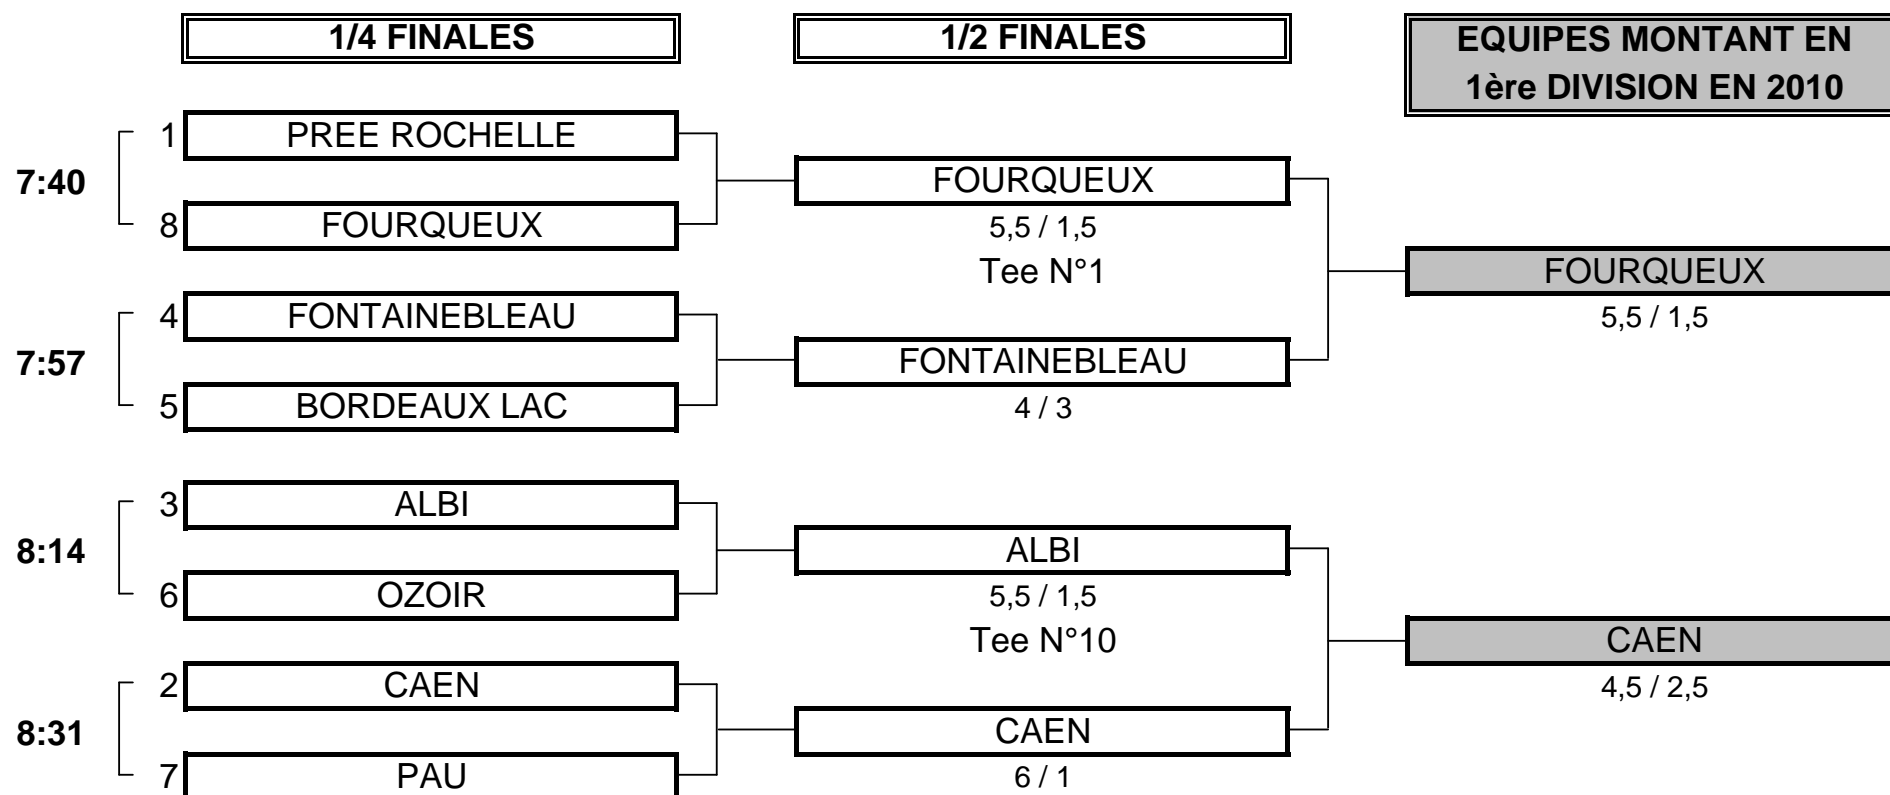 1/4 FINALES
1/2 FINALES
EQUIPES MONTANT EN
1ère DIVISION EN 2010
7:40
1 PREE ROCHELLE
8 FOURQUEUX
FOURQUEUX
5,5 / 1,5
Tee N°1
7:57
4 FONTAINEBLEAU
5 BORDEAUX LAC
FONTAINEBLEAU
4 / 3
FOURQUEUX
5,5 / 1,5
8:14
3 ALBI
6 OZOIR
ALBI
5,5 / 1,5
Tee N°10
8:31
2 CAEN
7 PAU
CAEN
6 / 1
CAEN
4,5 / 2,5